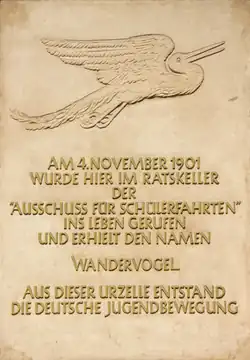 AM 4. NOVEMBER 1901
WURDE HIER IM RATSKELLER
DER
"AUSSCHUSS FÜR SCHÜLERFAHRTEN"
INS LEBEN GERUFEN
UND ERHIELT DEN NAMEN
WANDERVOGEL
AUS DIESER URZELLE ENTSTAND
DIE DEUTSCHE JUGENDBEWEGUNG